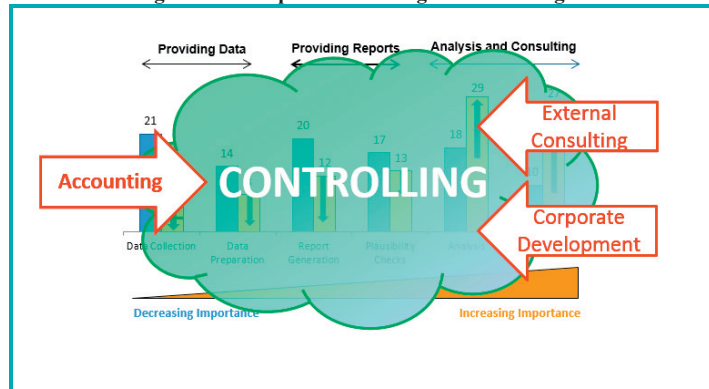 Providing Data
Providing Reports
Analysis and Consulting
21
14
20
12
17
13
18
29
27
External
Consulting
Accounting
CONTROLLING
Corporate
Development
Data Collection
Data
Preparation
Report
Generation
Plausibility
Checks
Decreasing Importance
Increasing Importance